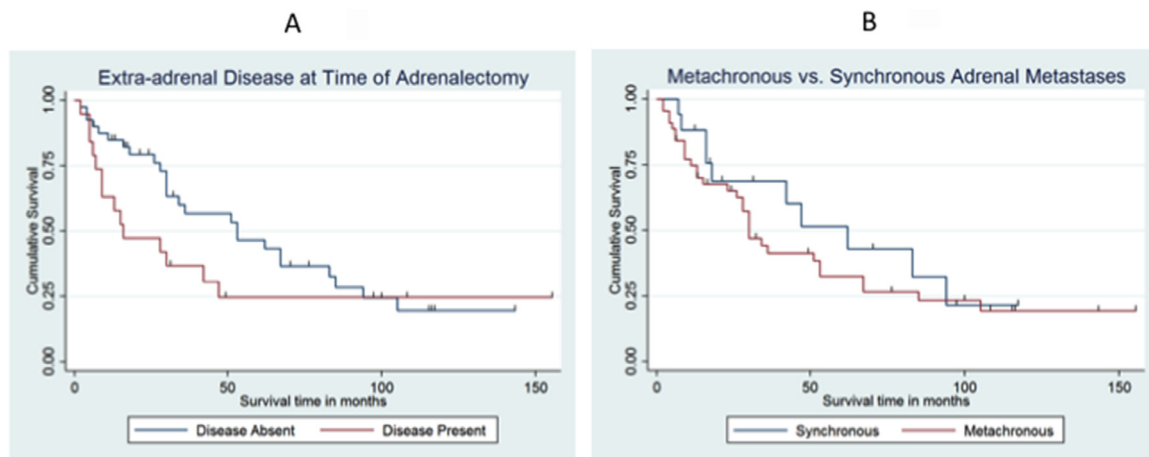 A
Extra-adrenal Disease at Time of Adrenalectomy
Cumulative Survival
1.00
0.75
0.50
0.25
0.00
0 50 100 150
Survival time in months
Disease Absent Disease Present
B
Metachronous vs. Synchronous Adrenal Metastases
Cumulative Survival
1.00
0.75
0.50
0.25
0.00
0 50 100 150
Survival time in months
Synchronous Metachronous